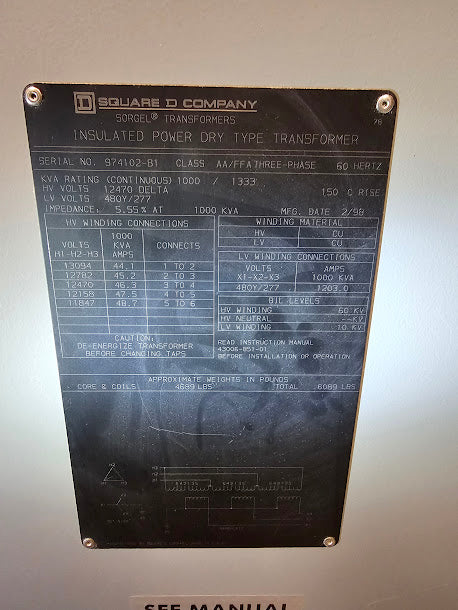 D SQUARE D COMPANY
SORGEL® TRANSFORMERS 76
INSULATED POWER DRY TYPE TRANSFORMER
SERIAL NO. 974102-B1 CLASS AA/FFA THREE-PHASE 60 HERTZ
KVA RATING (CONTINUOUS) 1000 / 1333
HV VOLTS 12470 DELTA 150 C RISE
LV VOLTS 480Y/277
IMPEDANCE: 5.55% AT 1000 KVA MFG. DATE 2/98
HV WINDING CONNECTIONS
VOLTS 1000 KVA AMPS CONNECTS
H1-H2-H3
13094 44.1 1 TO 2
12782 45.2 2 TO 3
12470 46.3 3 TO 4
12158 47.5 4 TO 5
11847 48.7 5 TO 6
CAUTION:
DE-ENERGIZE TRANSFORMER
BEFORE CHANGING TAPS
WINDING MATERIAL
HV CU
LV CU
LV WINDING CONNECTIONS
VOLTS AMPS
X1-X2-X3 1000 KVA
480Y/277 1203.0
BIL LEVELS
HV WINDING 60 KV
HV NEUTRAL -KV
LV WINDING 10 KV
READ INSTRUCTION MANUAL
43006-851-01
BEFORE INSTALLATION OR OPERATION
APPROXIMATE WEIGHTS IN POUNDS
CORE & COILS 4689 LBS TOTAL 6089 LBS
SEE MANUAL